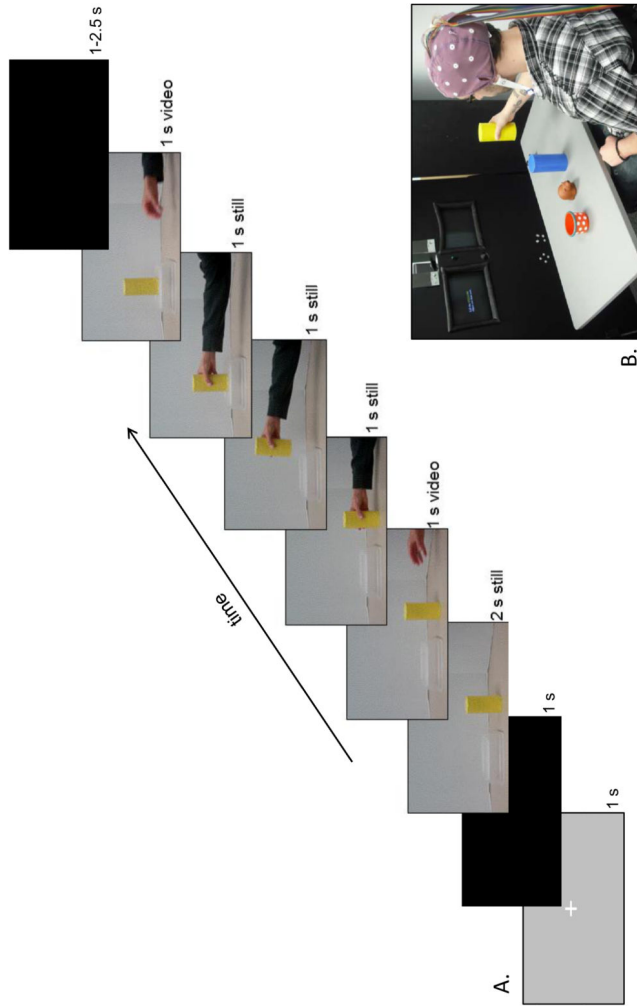 A.
1 s
1 s
2 s still
1 s video
1 s still
1 s still
1 s still
1 s video
1-2.5 s
time
B.